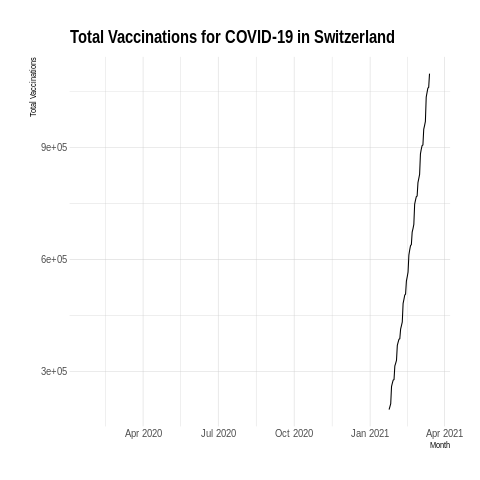 Total Vaccinations for COVID-19 in Switzerland
Total Vaccinations
9e+05
6e+05
3e+05
Apr 2020 Jul 2020 Oct 2020 Jan 2021 Apr 2021
Month